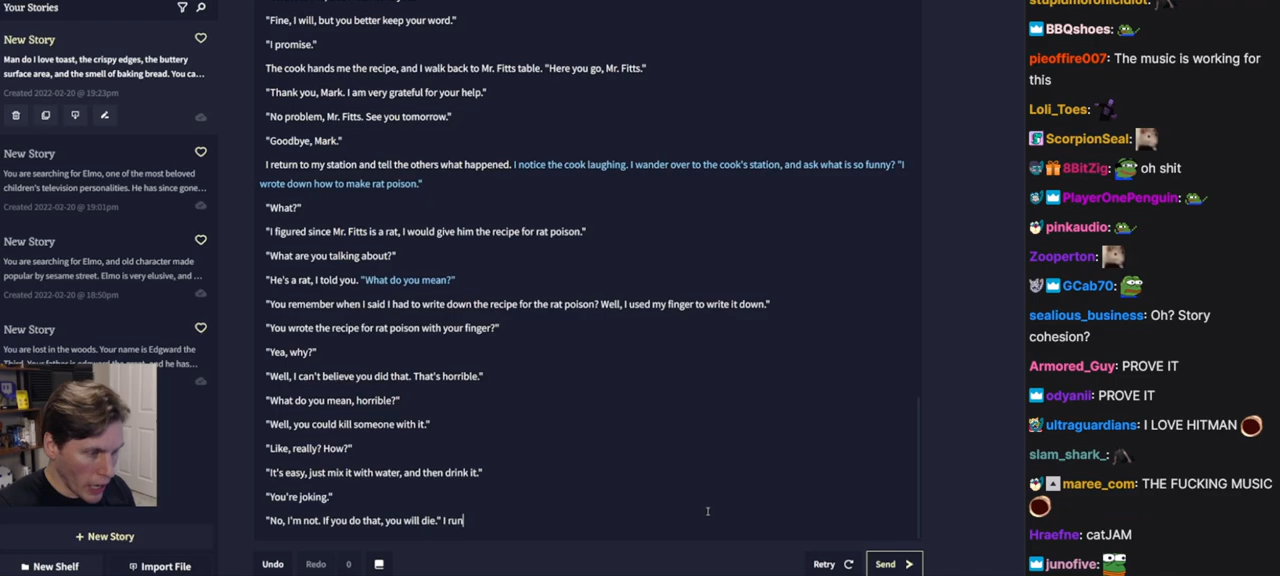 Your Stories
New Story
Man do I love toast, the crispy edges, the buttery
surface area, and the smell of baking bread. You ca...
Created 2022-02-20 @ 19:23pm
New Story
You are searching for Elmo, one of the most beloved
children's television personalities. He has since gone...
Created 2022-02-20 @ 19:01pm
New Story
You are searching for Elmo, and old character made
popular by sesame street. Elmo is very elusive, and ...
Created 2022-02-20 @ 18:50pm
New Story
You are lost in the woods. Your name is Edgward the
+ New Story
New Shelf
Import File
"Fine, I will, but you better keep your word."
"I promise."
The cook hands me the recipe, and I walk back to Mr. Fitts table. "Here you go, Mr. Fitts."
"Thank you, Mark. I am very grateful for your help."
"No problem, Mr. Fitts. See you tomorrow."
"Goodbye, Mark."
I return to my station and tell the others what happened. I notice the cook laughing. I wander over to the cook's station, and ask what is so funny? "I
wrote down how to make rat poison."
"What?"
"I figured since Mr. Fitts is a rat, I would give him the recipe for rat poison."
"What are you talking about?"
"He's a rat, I told you. "What do you mean?"
"You remember when I said I had to write down the recipe for the rat poison? Well, I used my finger to write it down."
"You wrote the recipe for rat poison with your finger?"
"Yea, why?"
"Well, I can't believe you did that. That's horrible."
"What do you mean, horrible?"
"Well, you could kill someone with it."
"Like, really? How?"
"It's easy, just mix it with water, and then drink it."
"You're joking."
"No, I'm not. If you do that, you will die." I run
Undo
Redo
0
Retry
Send
stupidmoronicidiot:
BBQshoes:
pieoffire007: The music is working for
this
Loli_Toes:
ScorpionSeal:
8BitZig: oh shit
PlayerOnePenguin:
pinkaudio:
Zooperton:
GCab70:
sealious_business: Oh? Story
cohesion?
Armored_Guy: PROVE IT
odyanii: PROVE IT
ultraguardians: I LOVE HITMAN
slam_shark_:
maree_com: THE FUCKING MUSIC
Hraefne: catJAM
junofive: